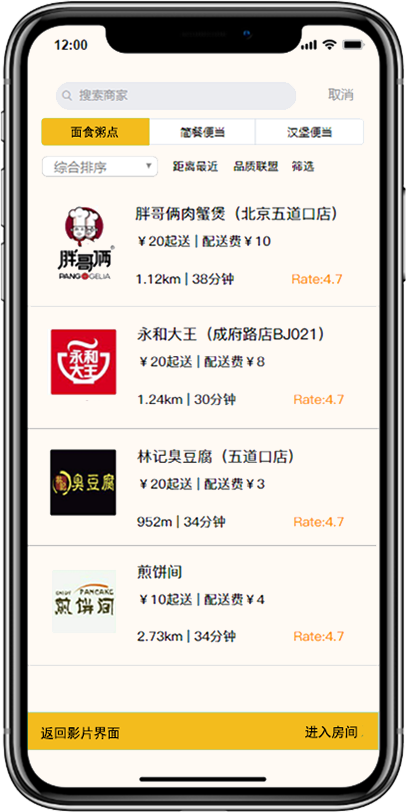 12:00
搜索商家
取消
面食粥点
简餐便当
汉堡便当
综合排序
距离最近
品质联盟
筛选
胖哥俩
PANGOGELIA
胖哥俩肉蟹煲（北京五道口店）
￥20起送 | 配送费￥10
1.12km | 38分钟
Rate:4.7
永和大王
永和大王（成府路店BJ021）
￥20起送 | 配送费￥8
1.24km | 30分钟
Rate:4.7
臭豆腐
林记臭豆腐（五道口店）
￥20起送 | 配送费￥3
952m | 34分钟
Rate:4.7
ENJOY PANCAKE
煎饼间
煎饼间
￥10起送 | 配送费￥4
2.73km | 34分钟
Rate:4.7
返回影片界面
进入房间